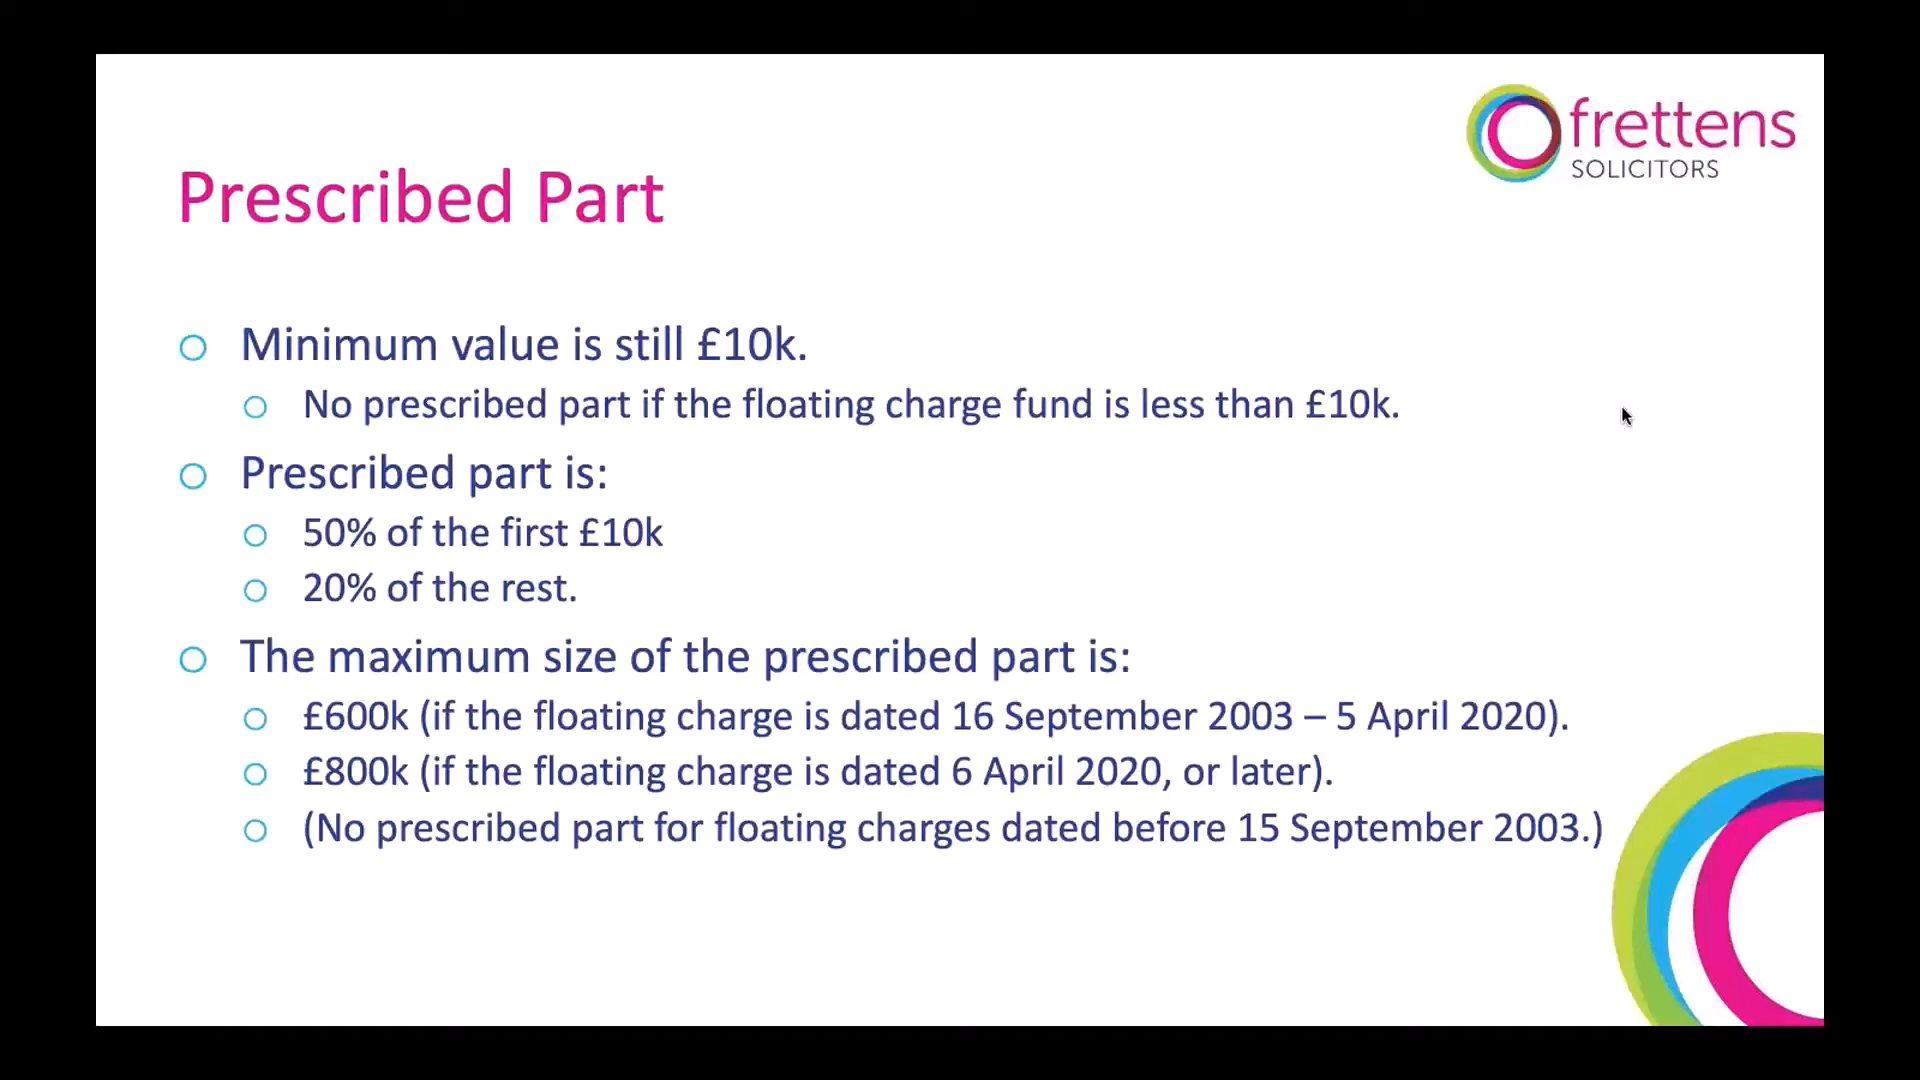 frettens
SOLICITORS
Prescribed Part
Minimum value is still £10k.
No prescribed part if the floating charge fund is less than £10k.
Prescribed part is:
50% of the first £10k
20% of the rest.
The maximum size of the prescribed part is:
£600k (if the floating charge is dated 16 September 2003 – 5 April 2020).
£800k (if the floating charge is dated 6 April 2020, or later).
(No prescribed part for floating charges dated before 15 September 2003.)